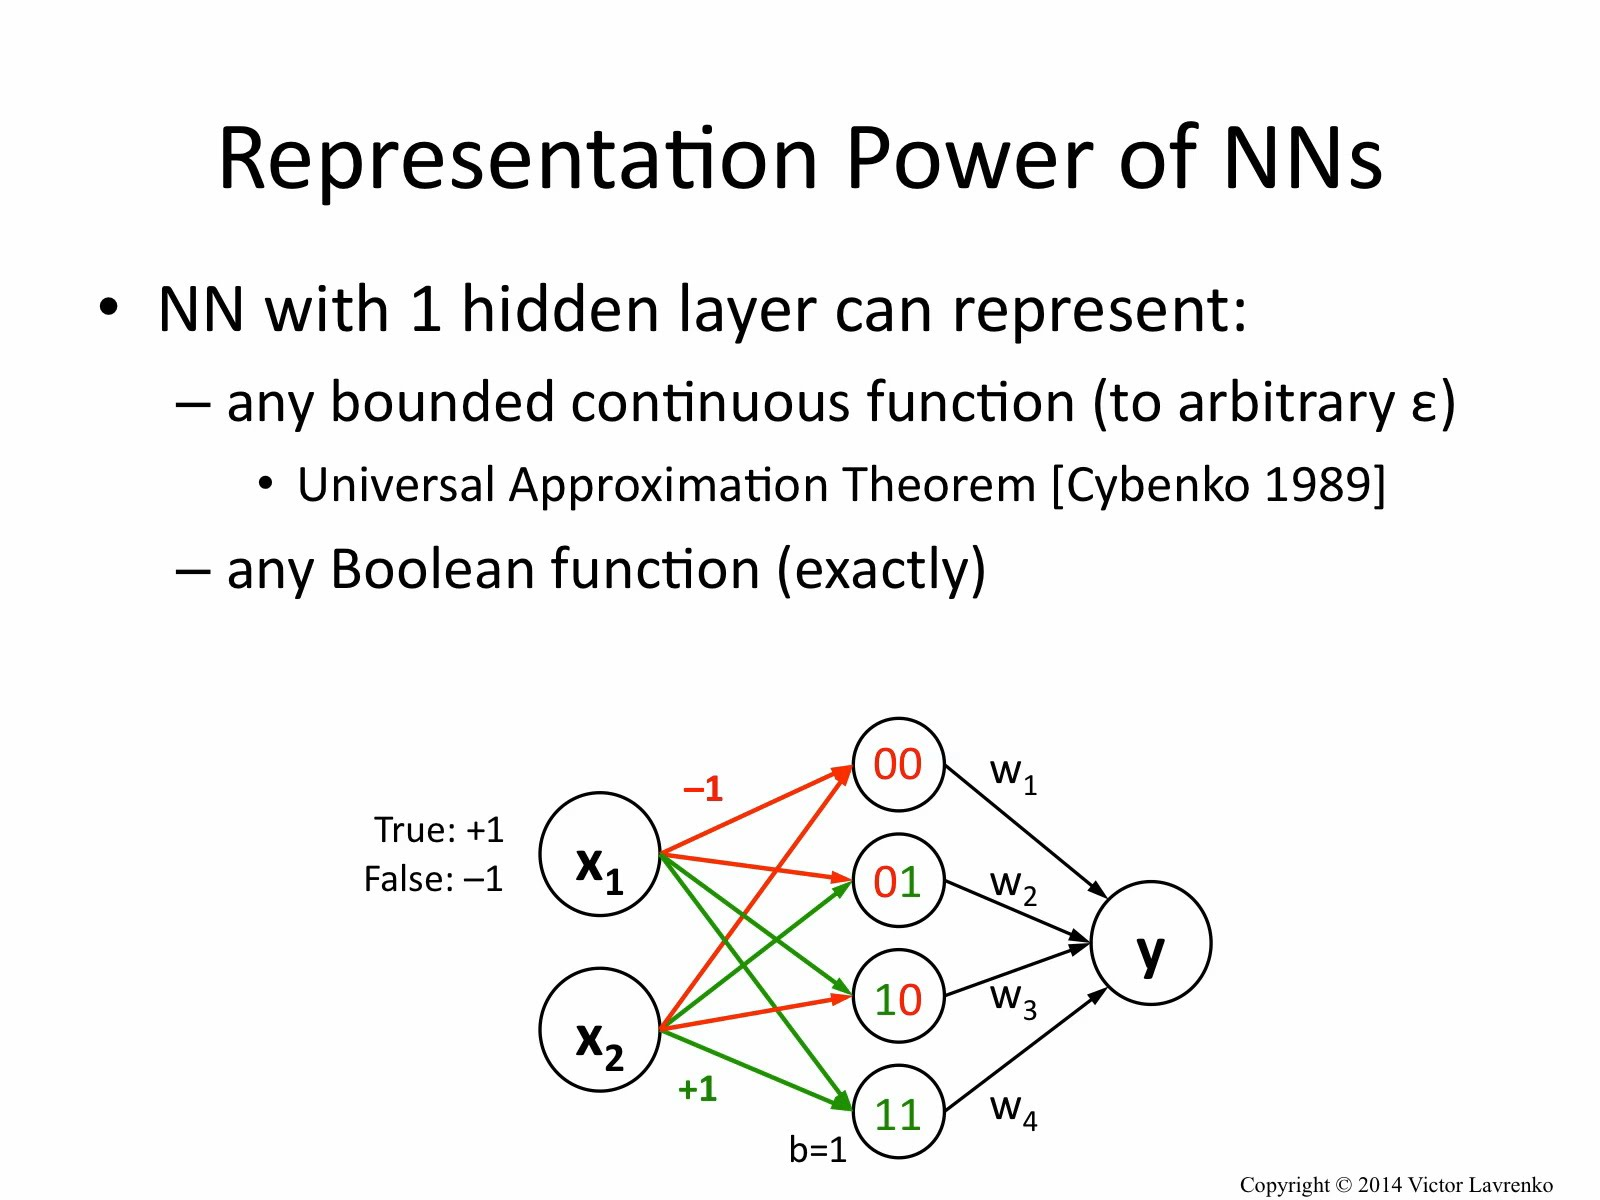 Representation Power of NNs
• NN with 1 hidden layer can represent:
– any bounded continuous function (to arbitrary ε)
• Universal Approximation Theorem [Cybenko 1989]
– any Boolean function (exactly)
True: +1
False: –1
x₁
x₂
–1
+1
00
01
10
11
b=1
w₁
w₂
w₃
w₄
y
Copyright © 2014 Victor Lavrenko